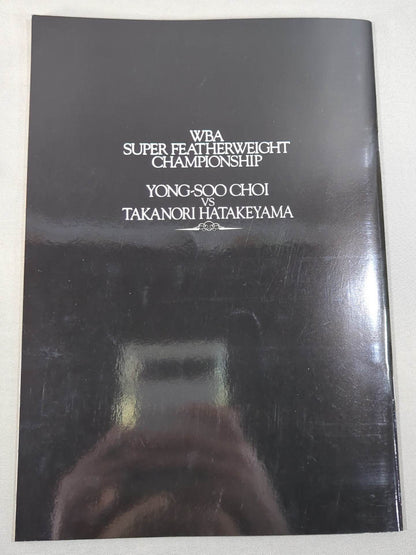 WBA
SUPER FEATHERWEIGHT
CHAMPIONSHIP
YONG-SOO CHOI
VS
TAKANORI HATAKEYAMA